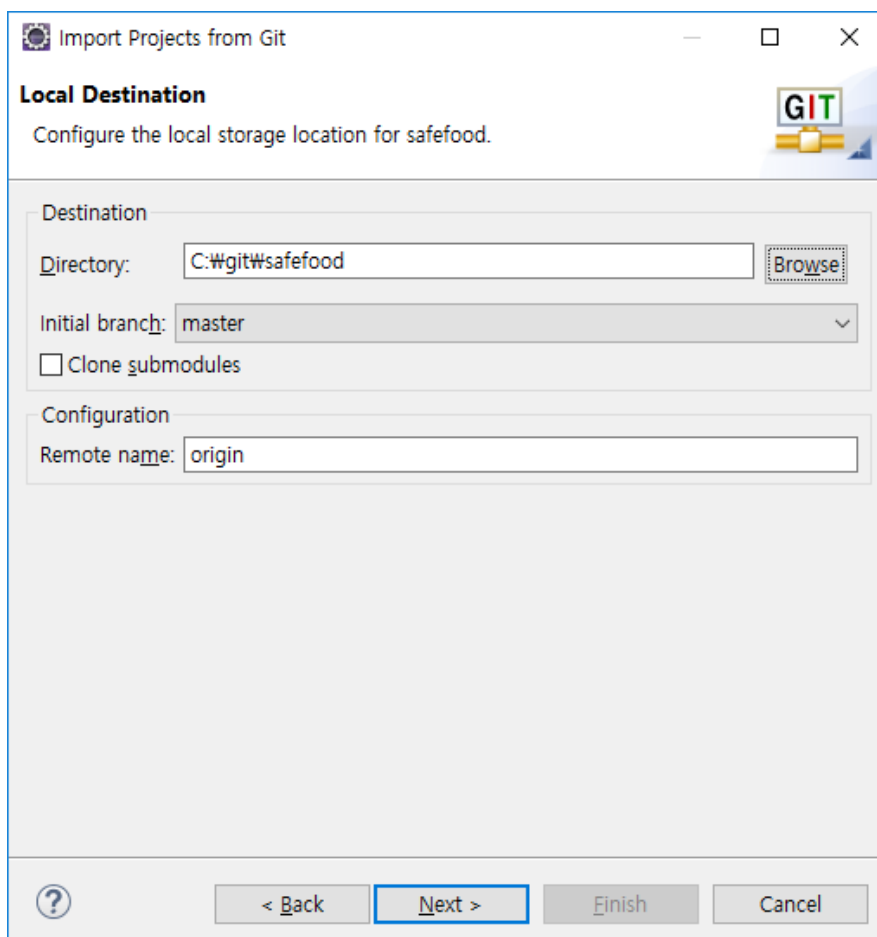 Import Projects from Git
Local Destination
GIT
Configure the local storage location for safefood.
Destination
Directory: C:₩git₩safefood Browse
Initial branch: master
Clone submodules
Configuration
Remote name: origin
? < Back Next > Finish Cancel